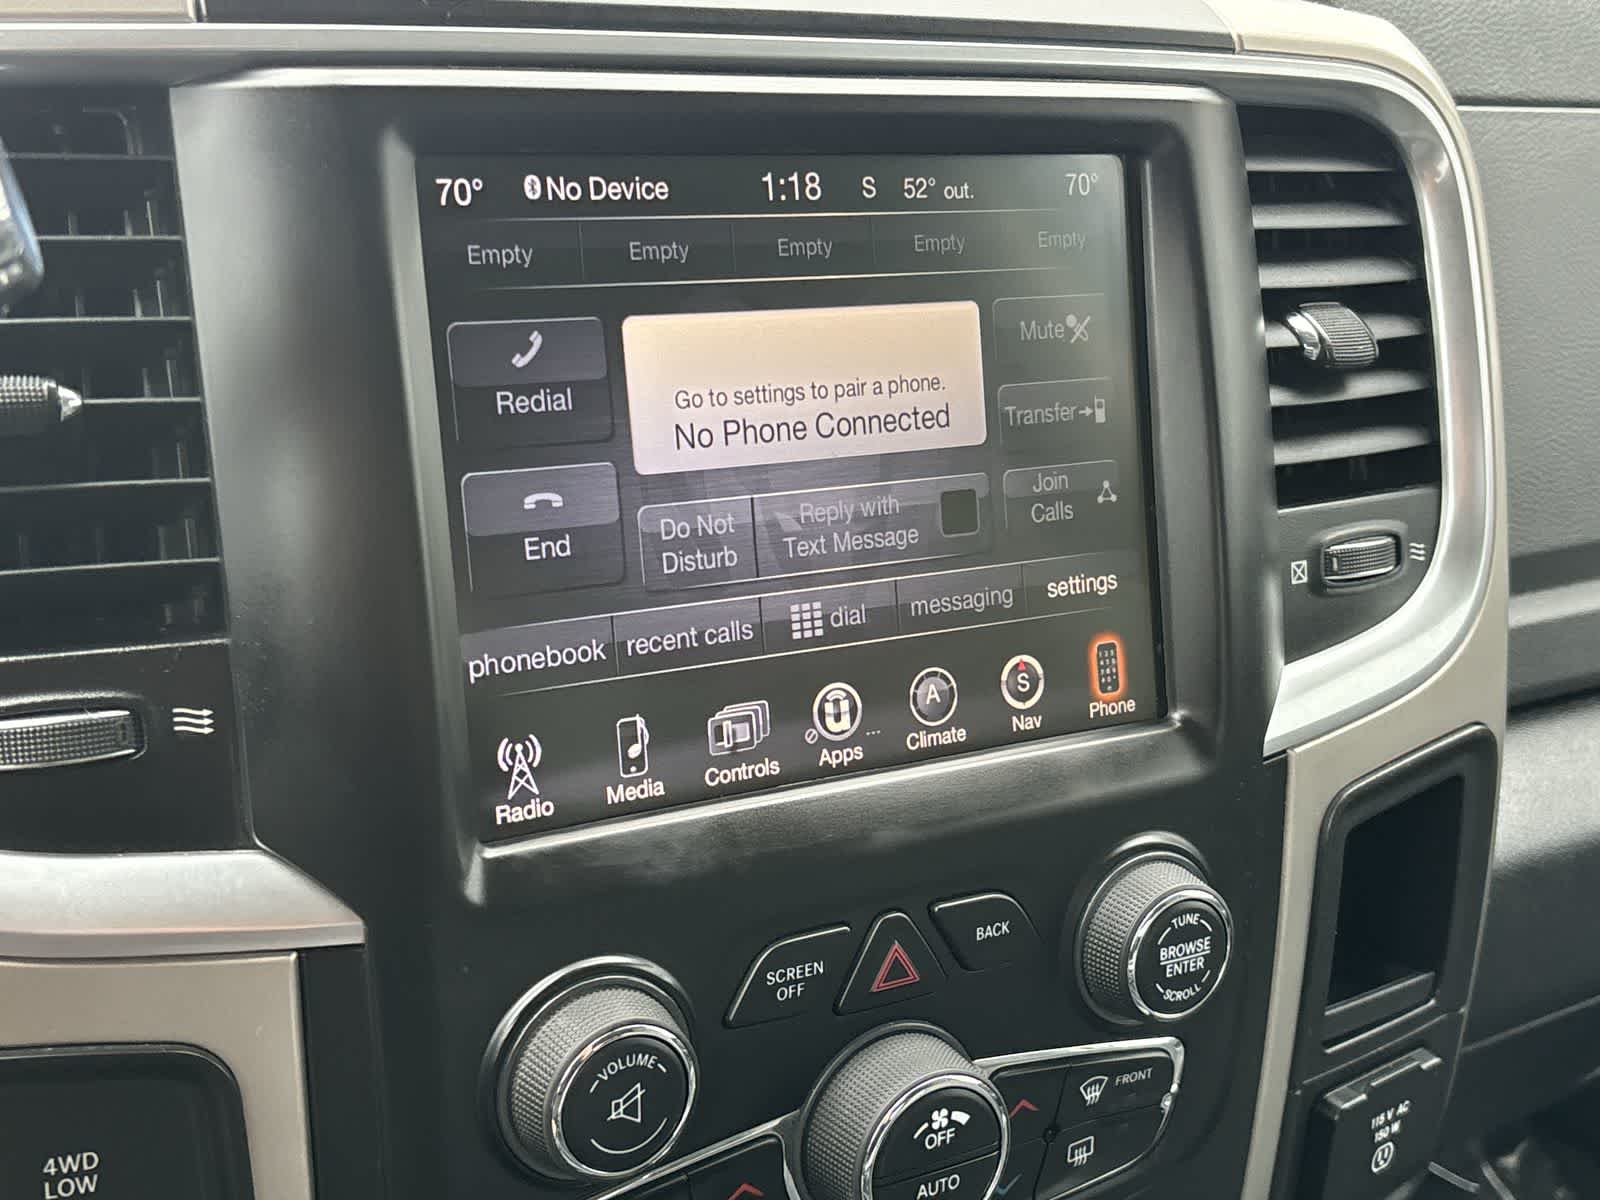 70° No Device 1:18 S 52° out. 70°
Empty Empty Empty Empty Empty
Redial
Go to settings to pair a phone.
No Phone Connected
Mute
Transfer
Join
Calls
End
Do Not
Disturb
Reply with
Text Message
phonebook recent calls dial messaging settings
Radio Media Controls Apps ... A Climate S Nav Phone
SCREEN
OFF
BACK
TUNE
BROWSE
ENTER
SCROLL
VOLUME
OFF
AUTO
FRONT
115 V AC
150 W
4WD
LOW